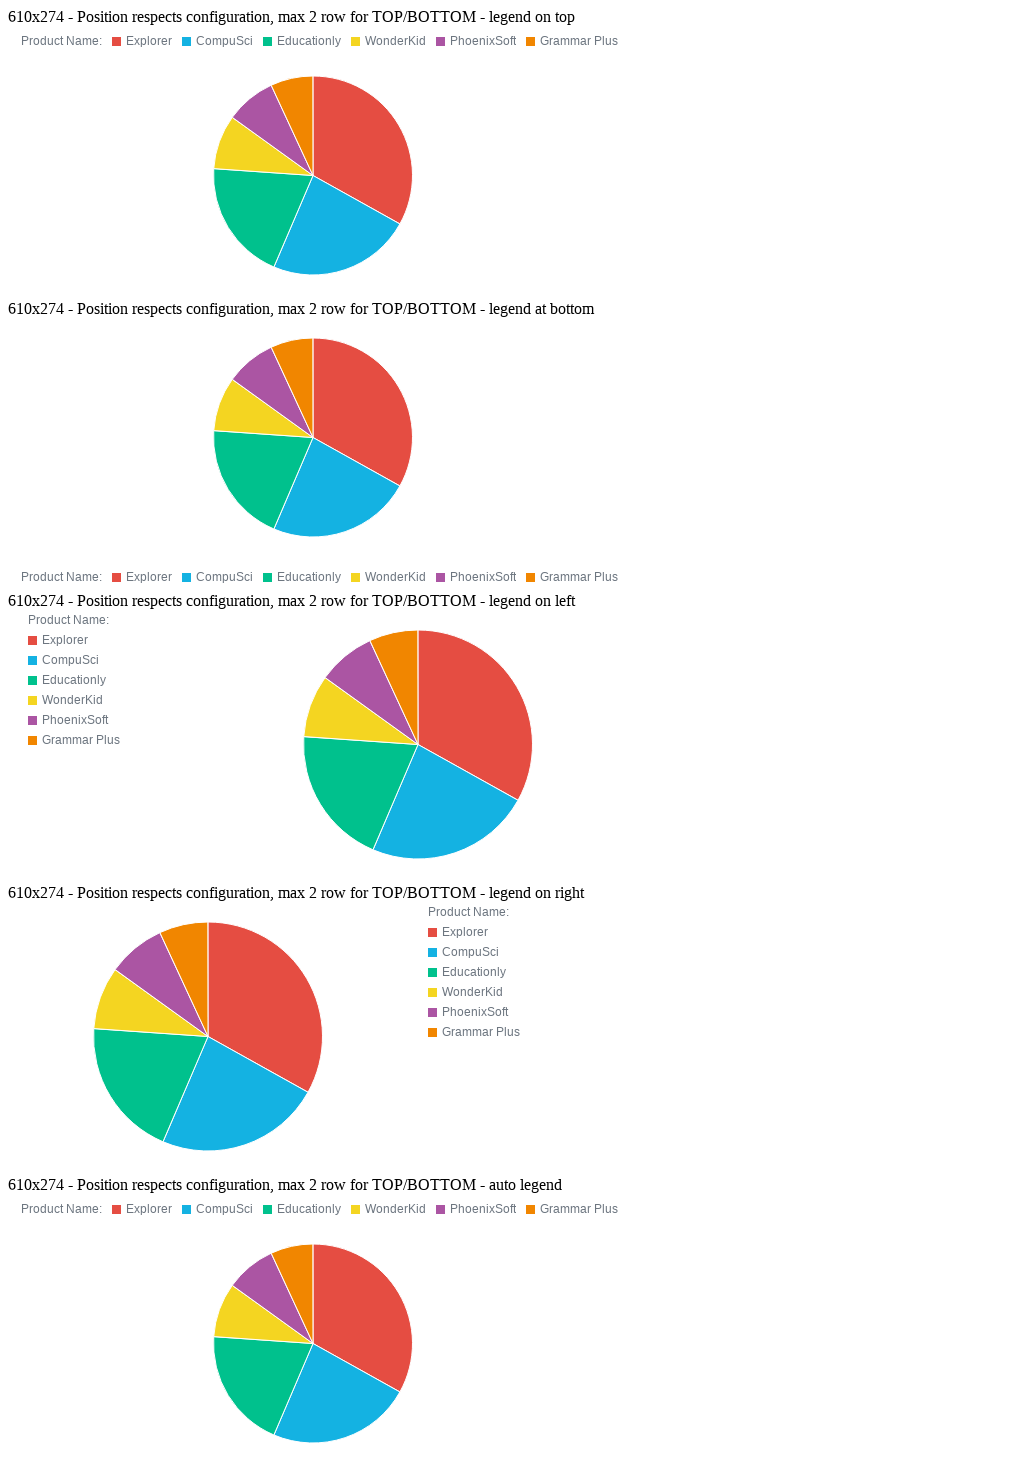 610x274 - Position respects configuration, max 2 row for TOP/BOTTOM - legend on top
Product Name: Explorer CompuSci Educationly WonderKid PhoenixSoft Grammar Plus
610x274 - Position respects configuration, max 2 row for TOP/BOTTOM - legend at bottom
Product Name: Explorer CompuSci Educationly WonderKid PhoenixSoft Grammar Plus
610x274 - Position respects configuration, max 2 row for TOP/BOTTOM - legend on left
Product Name:
Explorer
CompuSci
Educationly
WonderKid
PhoenixSoft
Grammar Plus
610x274 - Position respects configuration, max 2 row for TOP/BOTTOM - legend on right
Product Name:
Explorer
CompuSci
Educationly
WonderKid
PhoenixSoft
Grammar Plus
610x274 - Position respects configuration, max 2 row for TOP/BOTTOM - auto legend
Product Name: Explorer CompuSci Educationly WonderKid PhoenixSoft Grammar Plus